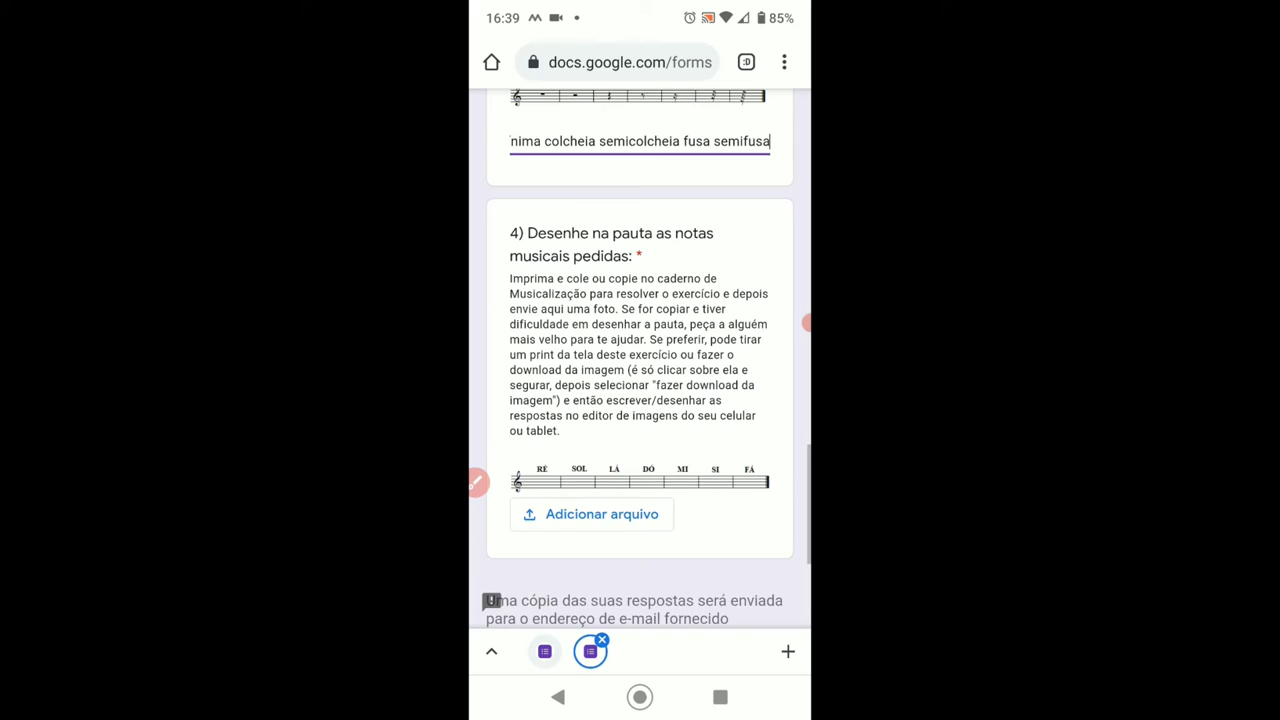 16:39
85%
docs.google.com/forms
:D
nima colcheia semicolcheia fusa semifusa
4) Desenhe na pauta as notas
musicais pedidas: *
Imprima e cole ou copie no caderno de
Musicalização para resolver o exercício e depois
envie aqui uma foto. Se for copiar e tiver
dificuldade em desenhar a pauta, peça a alguém
mais velho para te ajudar. Se preferir, pode tirar
um print da tela deste exercício ou fazer o
download da imagem (é só clicar sobre ela e
segurar, depois selecionar "fazer download da
imagem") e então escrever/desenhar as
respostas no editor de imagens do seu celular
ou tablet.
RÉ SOL LÁ DÓ MI SI FÁ
Adicionar arquivo
Uma cópia das suas respostas será enviada
para o endereço de e-mail fornecido